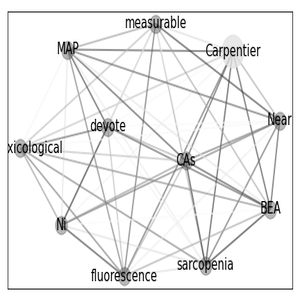 measurable
MAP
Carpentier
Near
devote
xicological
CAs
Ni
BEA
sarcopenia
fluorescence